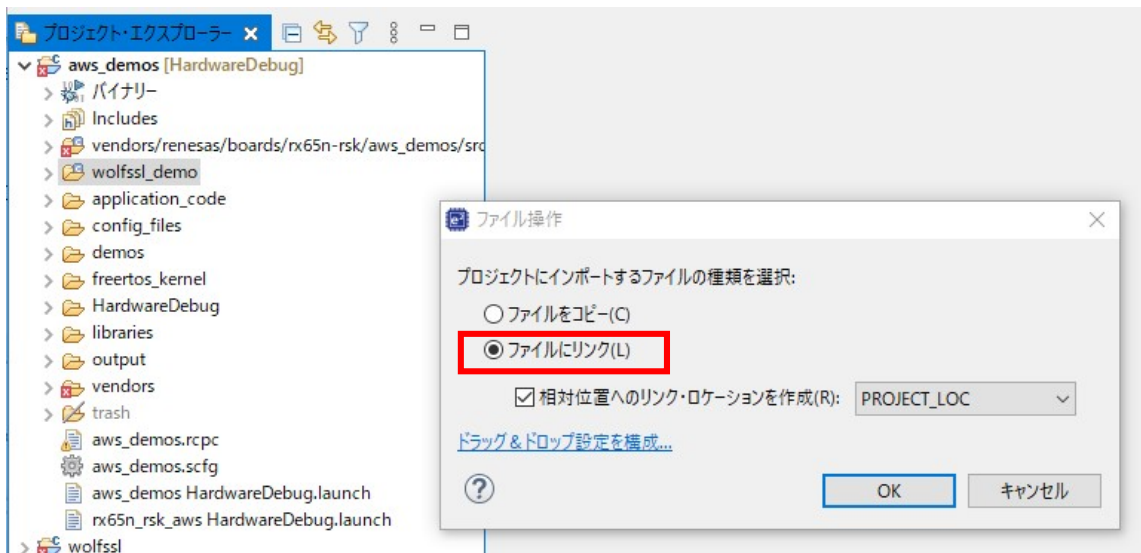 プロジェクト・エクスプローラー
aws_demos [HardwareDebug]
バイナリー
Includes
vendors/renesas/boards/rx65n-rsk/aws_demos/src
wolfssl_demo
application_code
config_files
demos
freertos_kernel
HardwareDebug
libraries
output
vendors
trash
aws_demos.rcpc
aws_demos.scfg
aws_demos HardwareDebug.launch
rx65n_rsk_aws HardwareDebug.launch
wolfssl
ファイル操作
プロジェクトにインポートするファイルの種類を選択:
ファイルをコピー(C)
ファイルにリンク(L)
相対位置へのリンク・ロケーションを作成(R): PROJECT_LOC
ドラッグ&ドロップ設定を構成...
OK キャンセル